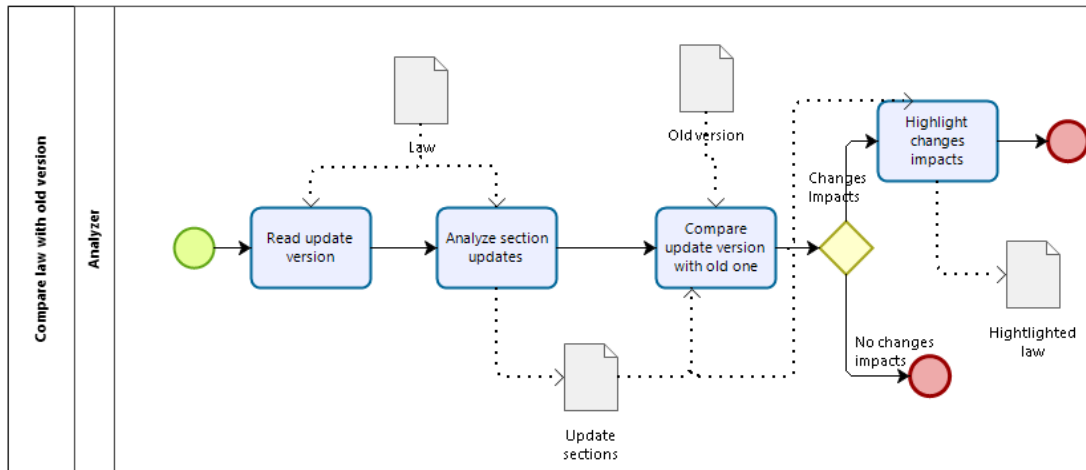 Compare law with old version
Analyzer
Law
Old version
Read update
version
Analyze section
updates
Compare
update version
with old one
Changes
Impacts
Highlight
changes
impacts
No changes
impacts
Hightlighted
law
Update
sections